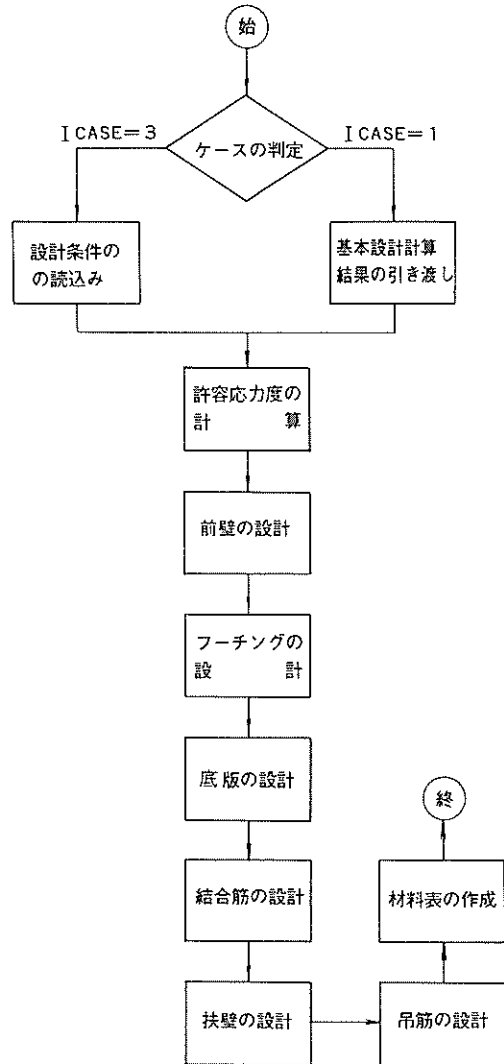 始
ケースの判定
I CASE=3
I CASE=1
設計条件の
の読込み
基本設計計算
結果の引き渡し
許容応力度の
計 算
前壁の設計
フーチングの
設 計
底版の設計
結合筋の設計
扶壁の設計
吊筋の設計
材料表の作成
終